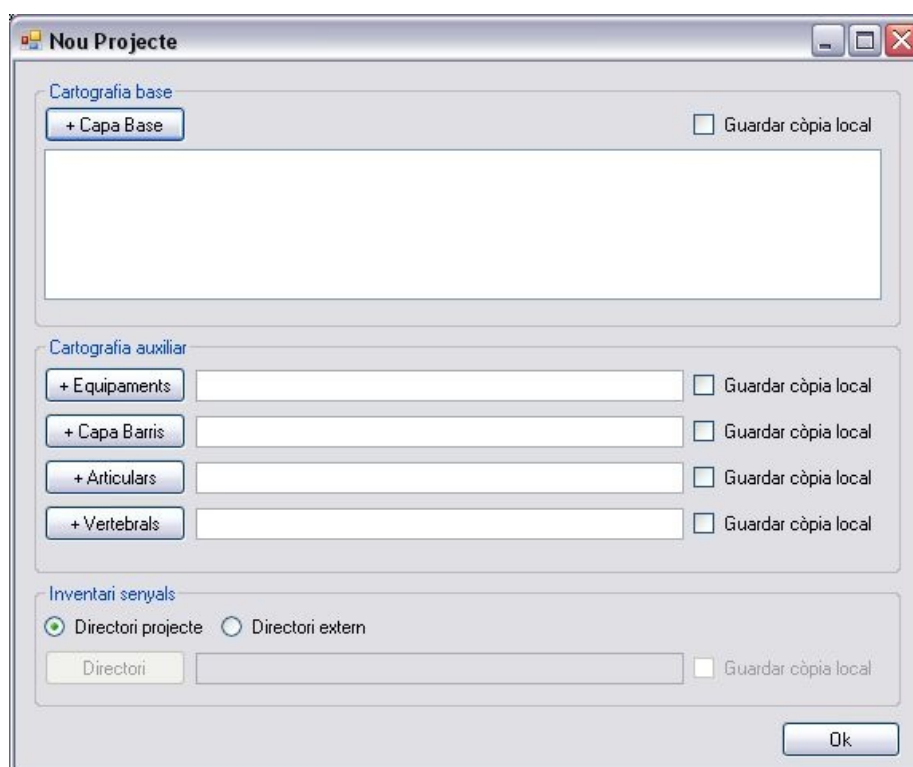 Nou Projecte
Cartografia base
+ Capa Base
Guardar còpia local
Cartografia auxiliar
+ Equipaments
Guardar còpia local
+ Capa Barris
Guardar còpia local
+ Articulars
Guardar còpia local
+ Vertebrals
Guardar còpia local
Inventari senyals
Directori projecte
Directori extern
Directori
Guardar còpia local
Ok